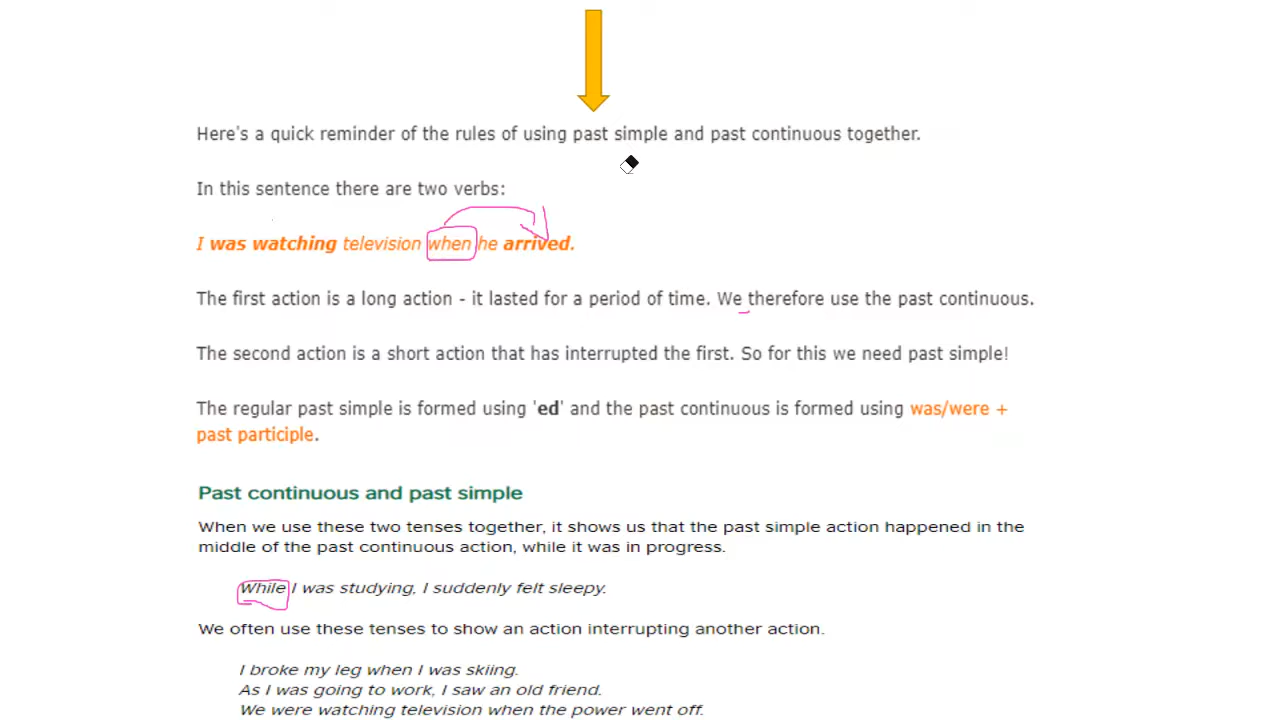 Here's a quick reminder of the rules of using past simple and past continuous together.
In this sentence there are two verbs:
I was watching television when he arrived.
The first action is a long action - it lasted for a period of time. We therefore use the past continuous.
The second action is a short action that has interrupted the first. So for this we need past simple!
The regular past simple is formed using 'ed' and the past continuous is formed using was/were +
past participle.
Past continuous and past simple
When we use these two tenses together, it shows us that the past simple action happened in the
middle of the past continuous action, while it was in progress.
While I was studying, I suddenly felt sleepy.
We often use these tenses to show an action interrupting another action.
I broke my leg when I was skiing.
As I was going to work, I saw an old friend.
We were watching television when the power went off.